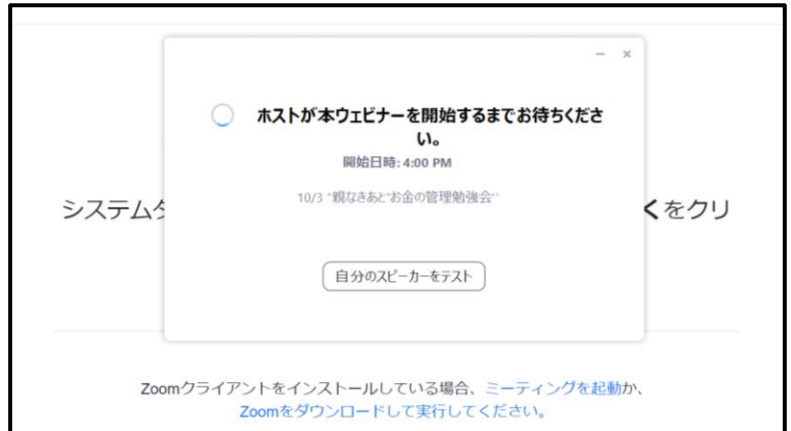 ホストが本ウェビナーを開始するまでお待ちくださ
い。
開始日時: 4:00 PM
10/3 "親なきあと"お金の管理勉強会"
システムダ
くをクリ
自分のスピーカーをテスト
Zoomクライアントをインストールしている場合、ミーティングを起動か、
Zoomをダウンロードして実行してください。